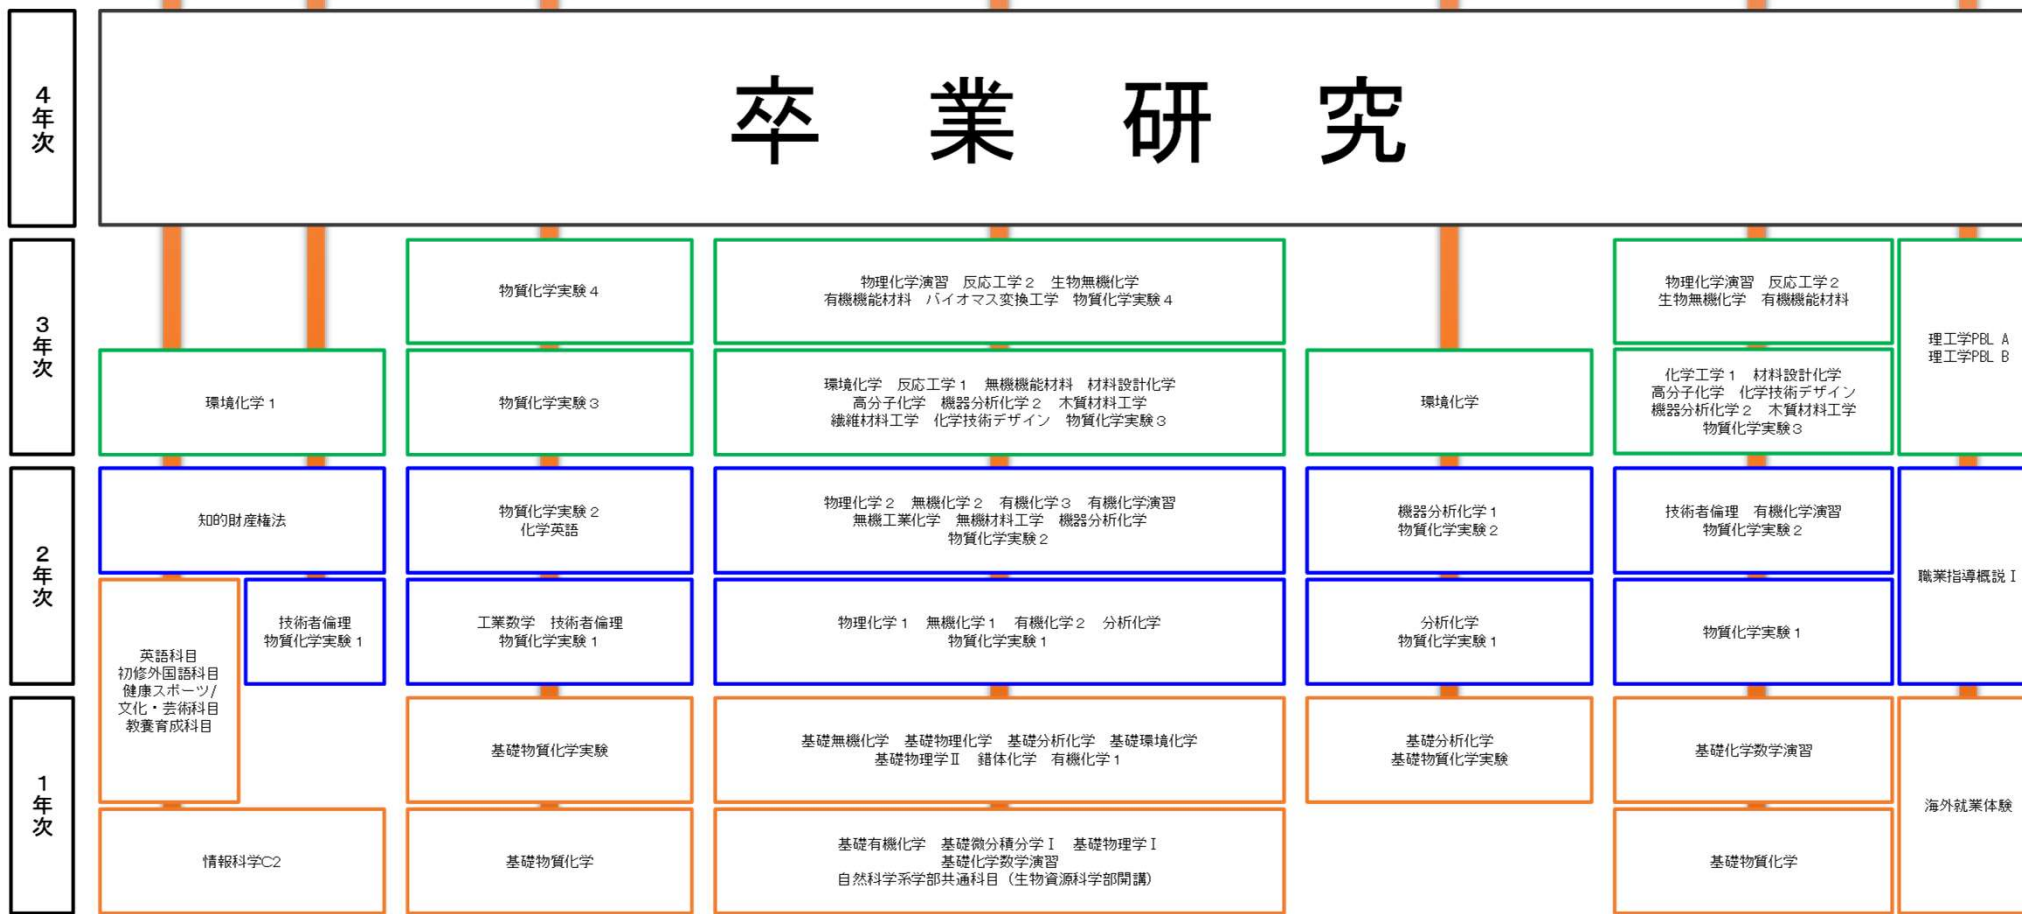 4年次
卒業研究
3年次
物質化学実験4
物理化学演習 反応工学2 生物無機化学
有機機能材料 バイオマス変換工学 物質化学実験4
物理化学演習 反応工学2
生物無機化学 有機機能材料
理工学PBL A
理工学PBL B
環境化学1
物質化学実験3
環境化学 反応工学1 無機機能材料 材料設計化学
高分子化学 機器分析化学2 木質材料工学
繊維材料工学 化学技術デザイン 物質化学実験3
環境化学
化学工学1 材料設計化学
高分子化学 化学技術デザイン
機器分析化学2 木質材料工学
物質化学実験3
2年次
知的財産権法
物質化学実験2
化学英語
物理化学2 無機化学2 有機化学3 有機化学演習
無機工業化学 無機材料工学 機器分析化学
物質化学実験2
機器分析化学1
物質化学実験2
技術者倫理 有機化学演習
物質化学実験2
職業指導概説Ⅰ
英語科目
初修外国語科目
健康スポーツ/
文化・芸術科目
教養育成科目
技術者倫理
物質化学実験1
工業数学 技術者倫理
物質化学実験1
物理化学1 無機化学1 有機化学2 分析化学
物質化学実験1
分析化学
物質化学実験1
物質化学実験1
1年次
基礎物質化学実験
基礎無機化学 基礎物理化学 基礎分析化学 基礎環境化学
基礎物理学Ⅱ 錯体化学 有機化学1
基礎分析化学
基礎物質化学実験
基礎化学数学演習
海外就業体験
情報科学C2
基礎物質化学
基礎有機化学 基礎微分積分学Ⅰ 基礎物理学Ⅰ
基礎化学数学演習
自然科学系学部共通科目（生物資源科学部開講）
基礎物質化学